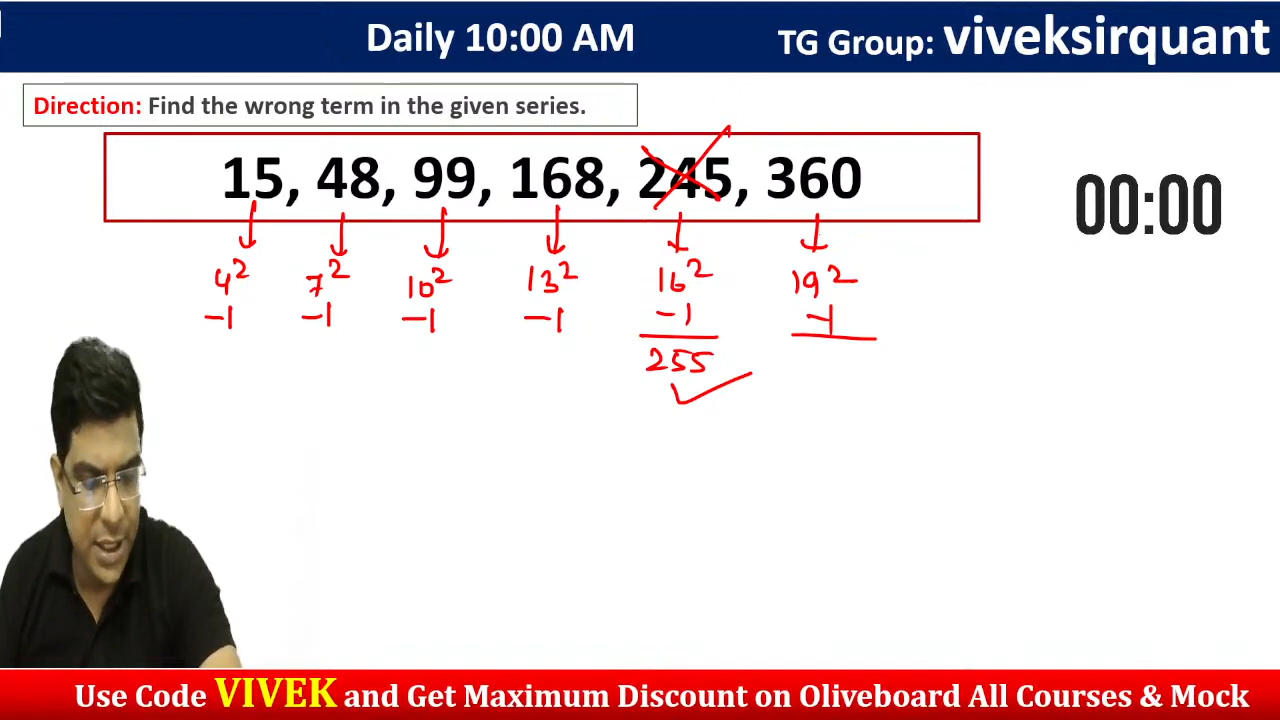 Daily 10:00 AM
TG Group: viveksirquant
Direction: Find the wrong term in the given series.
15, 48, 99, 168, 245, 360
00:00
4² 7² 10² 13² 16² 19²
-1 -1 -1 -1 -1 -1
255
Use Code VIVEK and Get Maximum Discount on Oliveboard All Courses & Mock